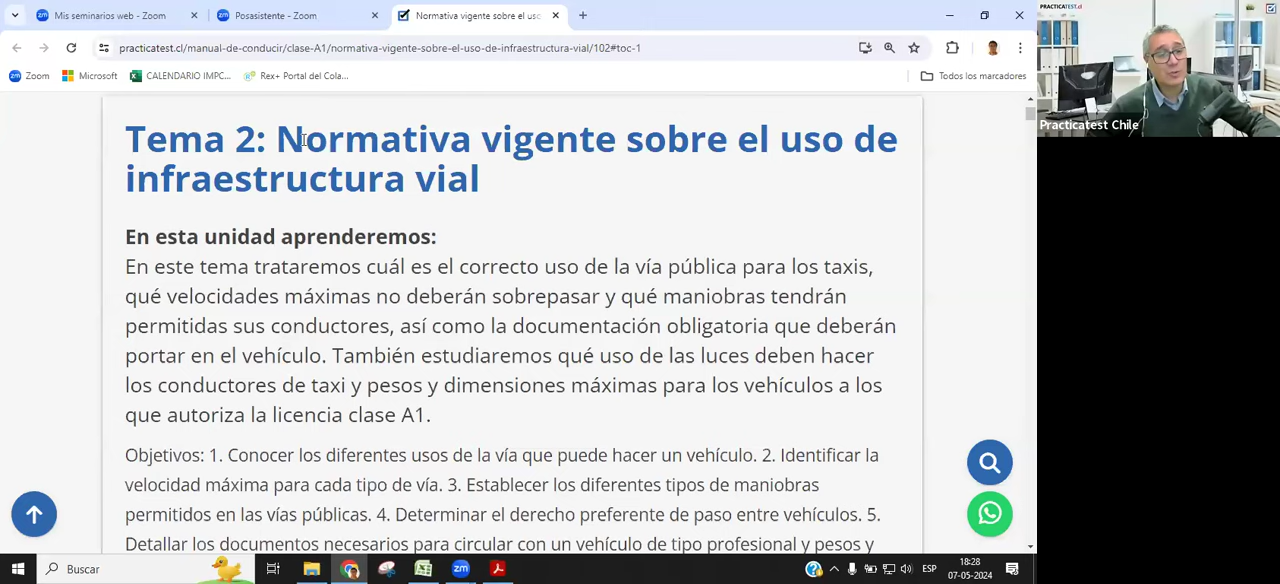 Mis seminarios web - Zoom
Posasistente - Zoom
Normativa vigente sobre el uso
practicatest.cl/manual-de-conducir/clase-A1/normativa-vigente-sobre-el-uso-de-infraestructura-vial/102#toc-1
Zoom
Microsoft
CALENDARIO IMPC...
Rex+ Portal del Cola...
Todos los marcadores
PRACTICATEST.cl
Practicatest Chile
Tema 2: Normativa vigente sobre el uso de
infraestructura vial
En esta unidad aprenderemos:
En este tema trataremos cuál es el correcto uso de la vía pública para los taxis,
qué velocidades máximas no deberán sobrepasar y qué maniobras tendrán
permitidas sus conductores, así como la documentación obligatoria que deberán
portar en el vehículo. También estudiaremos qué uso de las luces deben hacer
los conductores de taxi y pesos y dimensiones máximas para los vehículos a los
que autoriza la licencia clase A1.
Objetivos: 1. Conocer los diferentes usos de la vía que puede hacer un vehículo. 2. Identificar la
velocidad máxima para cada tipo de vía. 3. Establecer los diferentes tipos de maniobras
permitidos en las vías públicas 4. Determinar el derecho preferente de paso entre vehículos. 5.
Detallar los documentos necesarios para circular con un vehículo de tipo profesional y pesos y
Buscar
ESP
18:28
07-05-2024